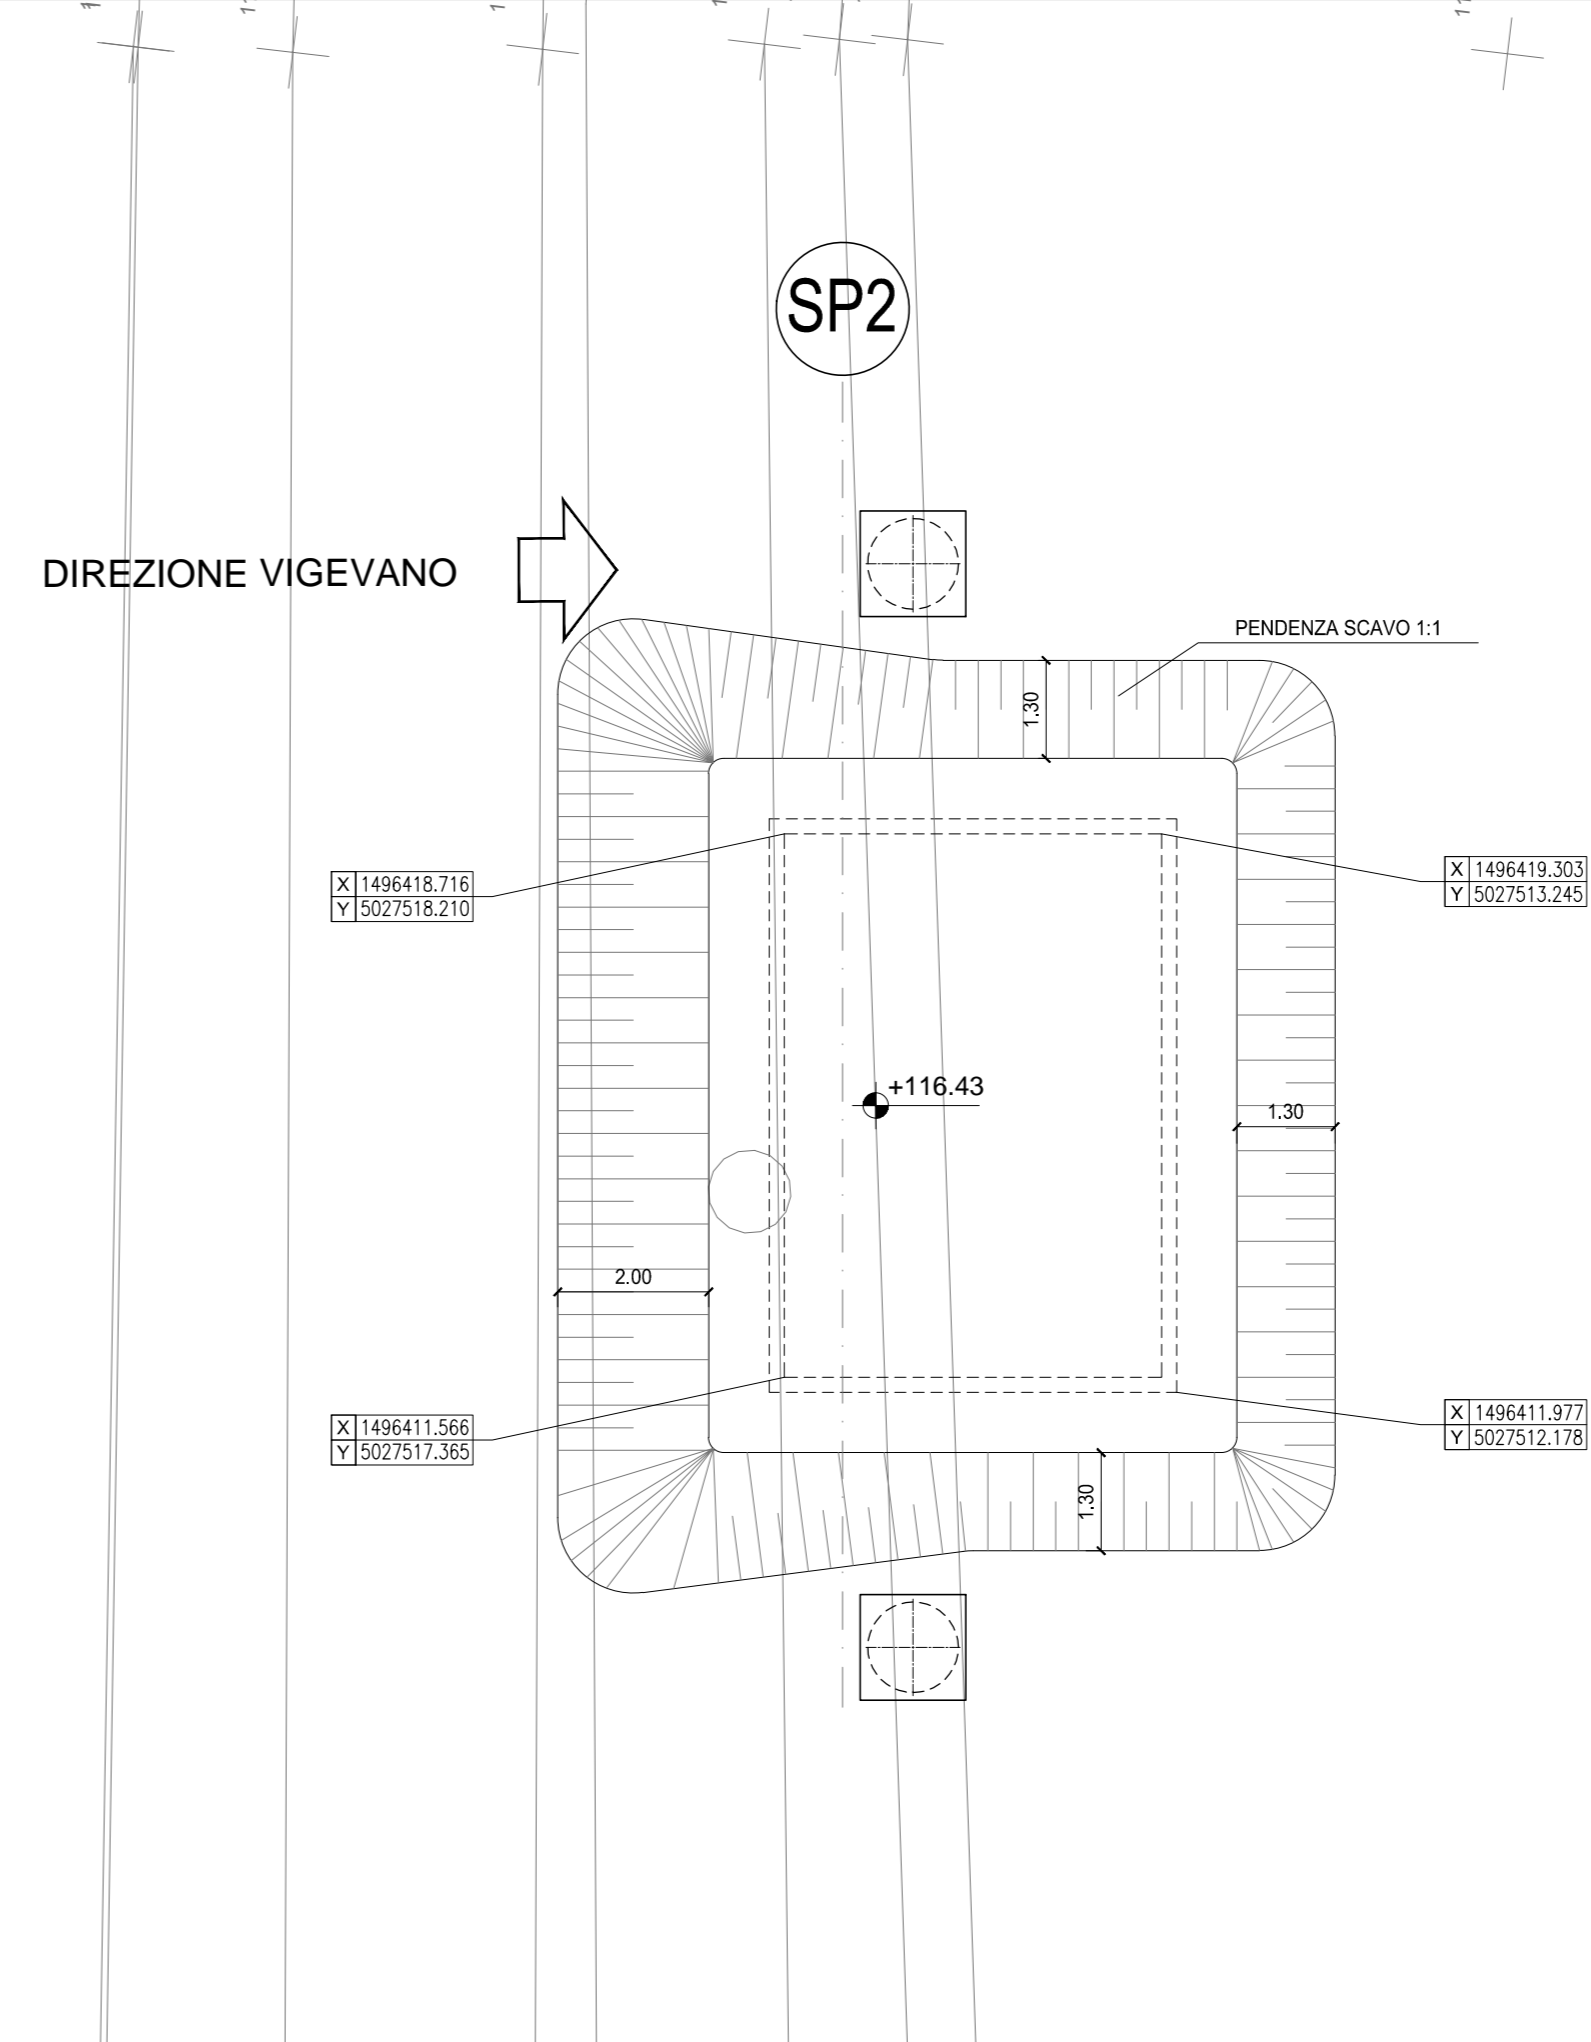 SP2
DIREZIONE VIGEVANO
PENDENZA SCAVO 1:1
1.30
X 1496418.716
Y 5027518.210
X 1496419.303
Y 5027513.245
+116.43
1.30
2.00
X 1496411.566
Y 5027517.365
X 1496411.977
Y 5027512.178
1.30